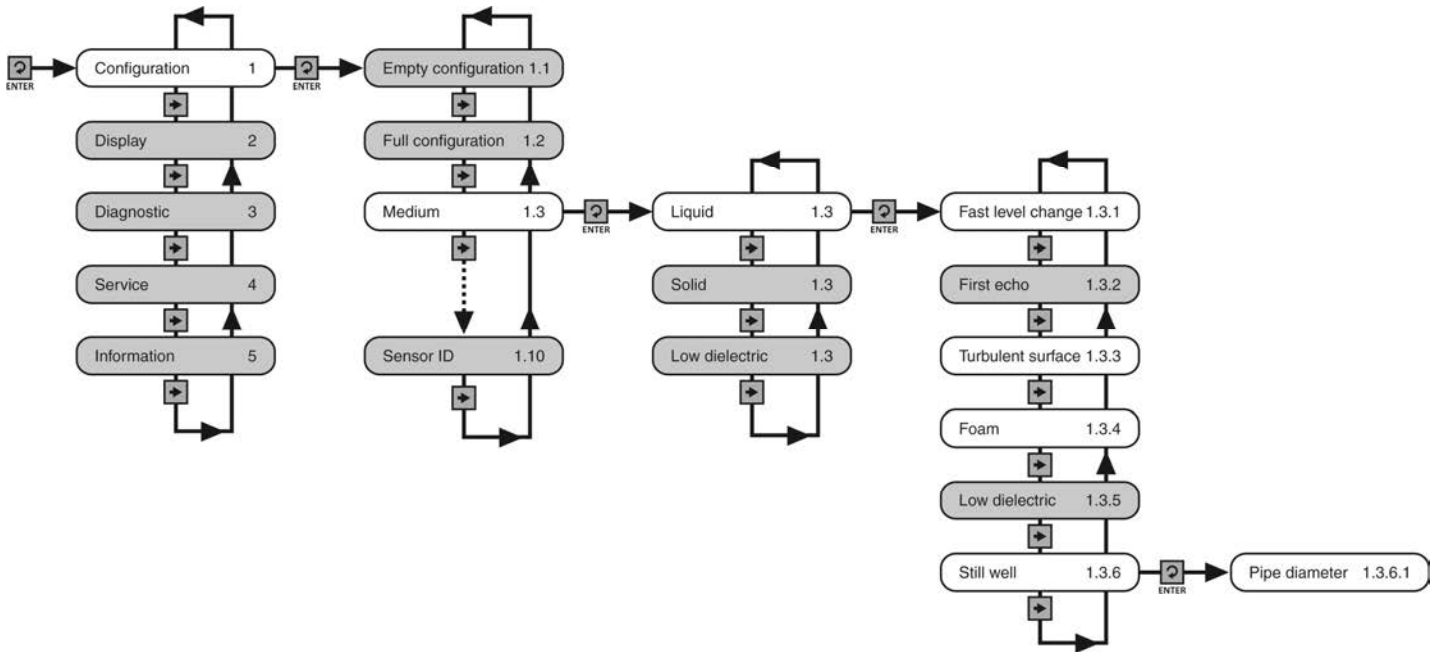 ENTER
Configuration 1
Display 2
Diagnostic 3
Service 4
Information 5
ENTER
Empty configuration 1.1
Full configuration 1.2
Medium 1.3
Sensor ID 1.10
ENTER
Liquid 1.3
Solid 1.3
Low dielectric 1.3
ENTER
Fast level change 1.3.1
First echo 1.3.2
Turbulent surface 1.3.3
Foam 1.3.4
Low dielectric 1.3.5
Still well 1.3.6
ENTER
Pipe diameter 1.3.6.1